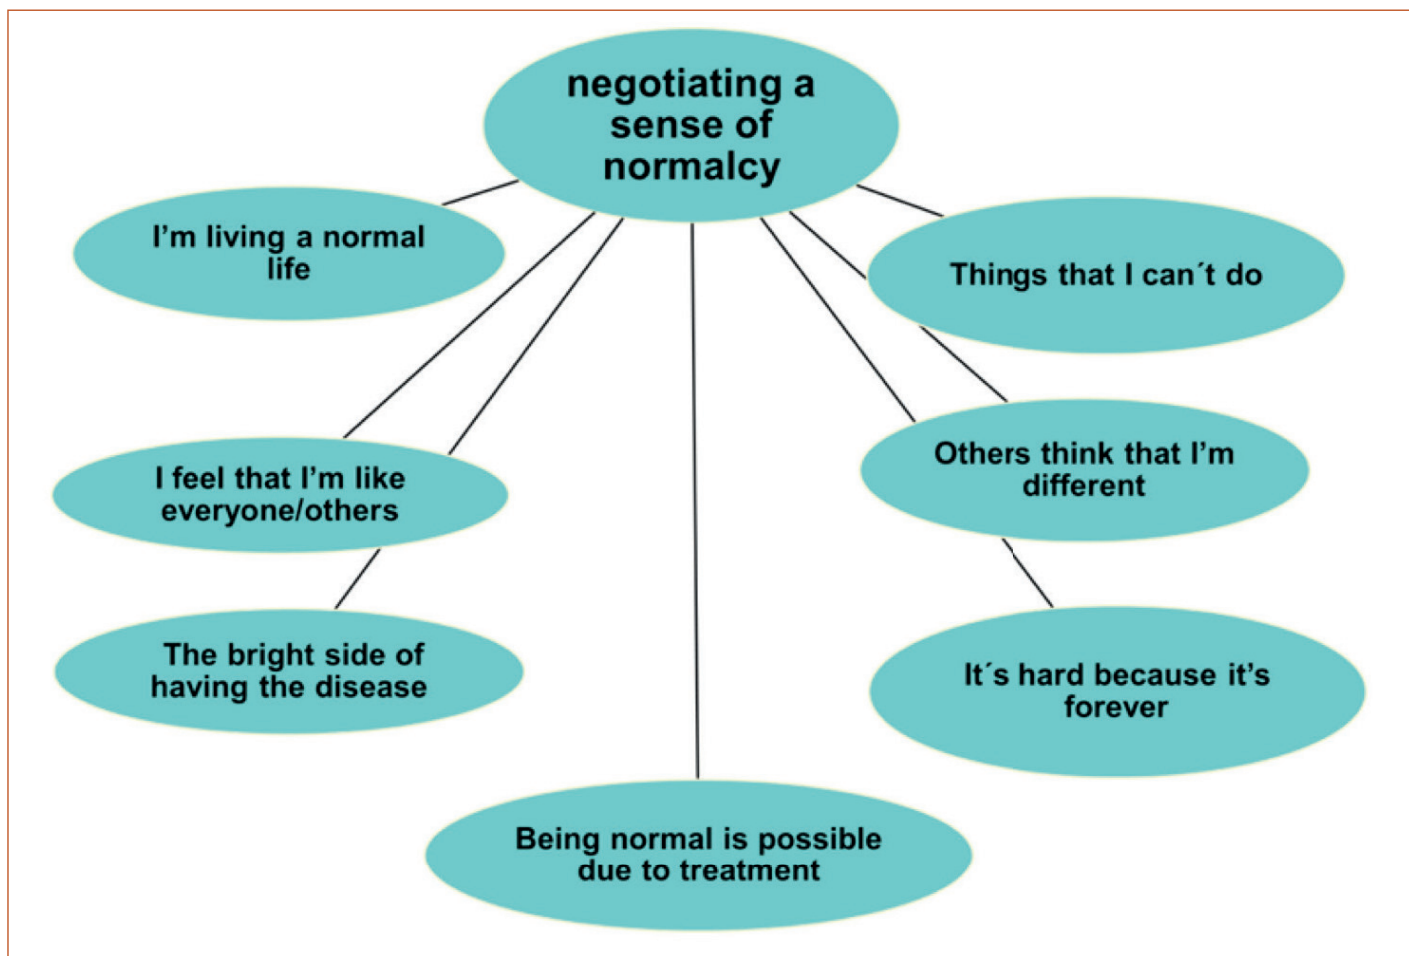 negotiating a
sense of
normalcy
I’m living a normal
life
Things that I can´t do
I feel that I’m like
everyone/others
Others think that I’m
different
The bright side of
having the disease
It´s hard because it’s
forever
Being normal is possible
due to treatment